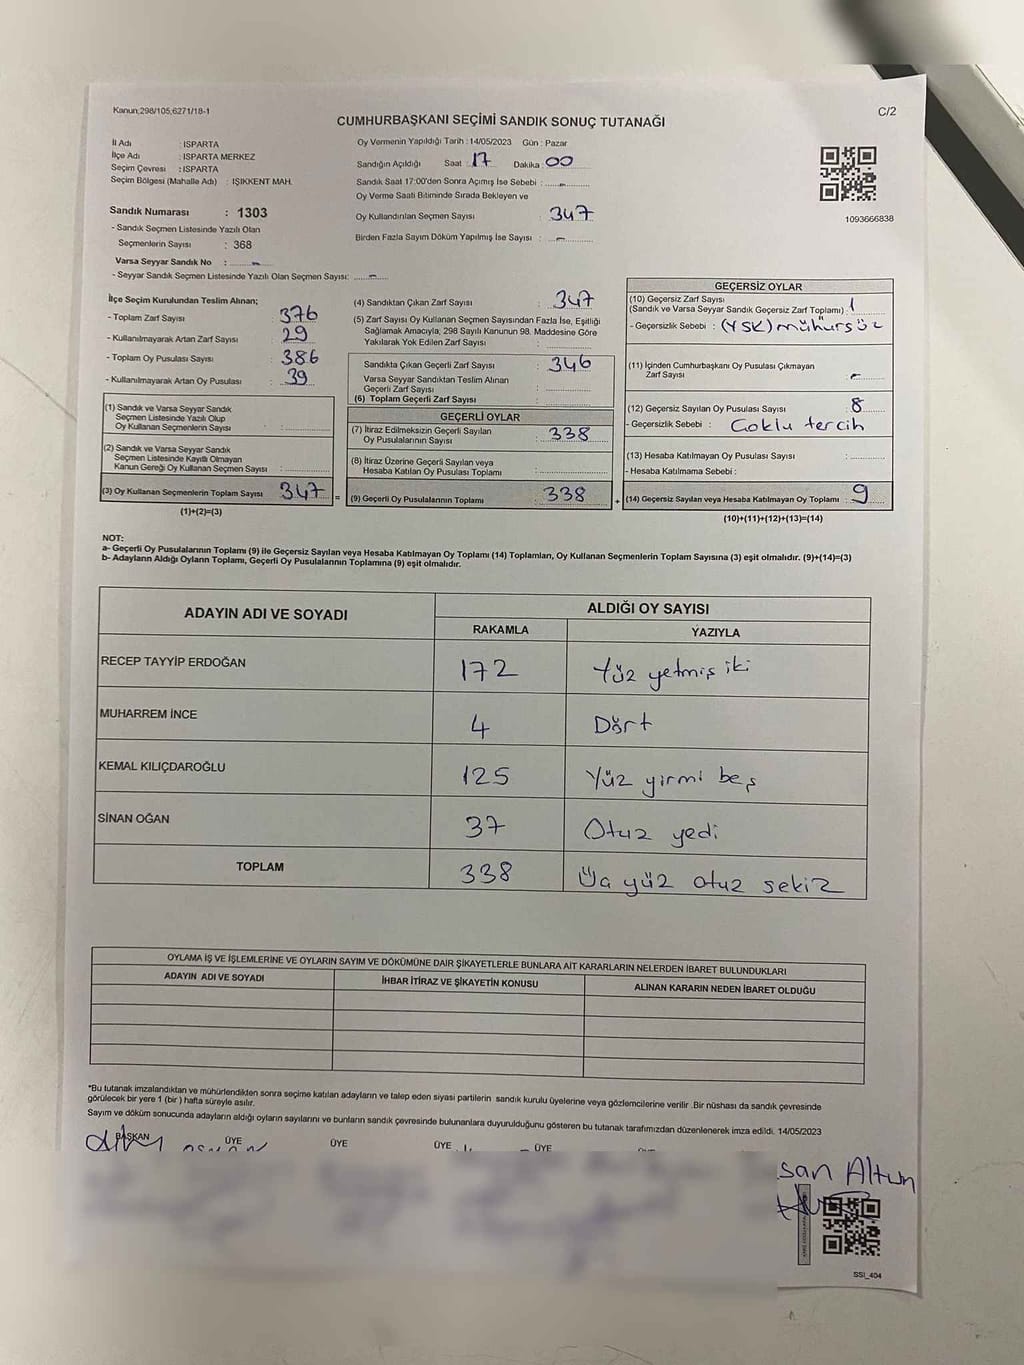 Kanun;298/105;6271/18-1
C/2
CUMHURBAŞKANI SEÇİMİ SANDIK SONUÇ TUTANAĞI
İl Adı : ISPARTA
İlçe Adı : ISPARTA MERKEZ
Seçim Çevresi : ISPARTA
Seçim Bölgesi (Mahalle Adı) : IŞIKKENT MAH.
Oy Vermenin Yapıldığı Tarih : 14/05/2023 Gün : Pazar
Sandığın Açıldığı Saat : 17 Dakika : 00
Sandık Saat 17:00'den Sonra Açımış İse Sebebi : -
Oy Verme Saati Bitiminde Sırada Bekleyen ve
Oy Kullandırılan Seçmen Sayısı : 347
Birden Fazla Sayım Döküm Yapılmış İse Sayısı : -
1093666838
Sandık Numarası : 1303
- Sandık Seçmen Listesinde Yazılı Olan
Seçmenlerin Sayısı : 368
Varsa Seyyar Sandık No : -
- Seyyar Sandık Seçmen Listesinde Yazılı Olan Seçmen Sayısı: -
İlçe Seçim Kurulundan Teslim Alınan;
- Toplam Zarf Sayısı : 376
- Kullanılmayarak Artan Zarf Sayısı : 29
- Toplam Oy Pusulası Sayısı : 386
- Kullanılmayarak Artan Oy Pusulası : 39
(1) Sandık ve Varsa Seyyar Sandık
Seçmen Listesinde Yazılı Olup
Oy Kullanan Seçmenlerin Sayısı :
(2) Sandık ve Varsa Seyyar Sandık
Seçmen Listesinde Kayıtlı Olmayan
Kanun Gereği Oy Kullanan Seçmen Sayısı :
(3) Oy Kullanan Seçmenlerin Toplam Sayısı : 347 =
(1)+(2)=(3)
(4) Sandıktan Çıkan Zarf Sayısı : 347
(5) Zarf Sayısı Oy Kullanan Seçmen Sayısından Fazla İse, Eşitliği
Sağlamak Amacıyla, 298 Sayılı Kanunun 98. Maddesine Göre
Yakılarak Yok Edilen Zarf Sayısı :
Sandıkta Çıkan Geçerli Zarf Sayısı : 346
Varsa Seyyar Sandıktan Teslim Alınan
Geçerli Zarf Sayısı :
(6) Toplam Geçerli Zarf Sayısı :
GEÇERLİ OYLAR
(7) İtiraz Edilmeksizin Geçerli Sayılan
Oy Pusulalarının Sayısı : 338
(8) İtiraz Üzerine Geçerli Sayılan veya
Hesaba Katılan Oy Pusulası Toplamı :
(9) Geçerli Oy Pusulalarının Toplamı : 338 +
GEÇERSİZ OYLAR
(10) Geçersiz Zarf Sayısı
(Sandık ve Varsa Seyyar Sandık Geçersiz Zarf Toplamı) : 1
- Geçersizlik Sebebi : (YSK) mühürsüz
(11) İçinden Cumhurbaşkanı Oy Pusulası Çıkmayan
Zarf Sayısı : -
(12) Geçersiz Sayılan Oy Pusulası Sayısı : 8
- Geçersizlik Sebebi : Çoklu tercih
(13) Hesaba Katılmayan Oy Pusulası Sayısı :
- Hesaba Katılmama Sebebi :
(14) Geçersiz Sayılan veya Hesaba Katılmayan Oy Toplamı : 9
(10)+(11)+(12)+(13)=(14)
NOT:
a- Geçerli Oy Pusulalarının Toplamı (9) ile Geçersiz Sayılan veya Hesaba Katılmayan Oy Toplamı (14) Toplamları, Oy Kullanan Seçmenlerin Toplam Sayısına (3) eşit olmalıdır. (9)+(14)=(3)
b- Adayların Aldığı Oyların Toplamı, Geçerli Oy Pusulalarının Toplamına (9) eşit olmalıdır.
ADAYIN ADI VE SOYADI
ALDIĞI OY SAYISI
RAKAMLA YAZIYLA
RECEP TAYYİP ERDOĞAN 172 Yüz yetmiş iki
MUHARREM İNCE 4 Dört
KEMAL KILIÇDAROĞLU 125 Yüz yirmi beş
SİNAN OĞAN 37 Otuz yedi
TOPLAM 338 Üç yüz otuz sekiz
OYLAMA İŞ VE İŞLEMLERİNE VE OYLARIN SAYIM VE DÖKÜMÜNE DAİR ŞİKAYETLERLE BUNLARA AİT KARARLARIN NELERDEN İBARET BULUNDUKLARI
ADAYIN ADI VE SOYADI İHBAR İTİRAZ VE ŞİKAYETİN KONUSU ALINAN KARARIN NEDEN İBARET OLDUĞU
*Bu tutanak imzalandıktan ve mühürlendikten sonra seçime katılan adayların ve talep eden siyasi partilerin sandık kurulu üyelerine veya gözlemcilerine verilir .Bir nüshası da sandık çevresinde
görülecek bir yere 1 (bir ) hafta süreyle asılır.
Sayım ve döküm sonucunda adayların aldığı oyların sayılarını ve bunların sandık çevresinde bulunanlara duyurulduğunu gösteren bu tutanak tarafımızdan düzenlenerek imza edildi. 14/05/2023
BAŞKAN ÜYE ÜYE ÜYE ÜYE
san Altun
SSI_404